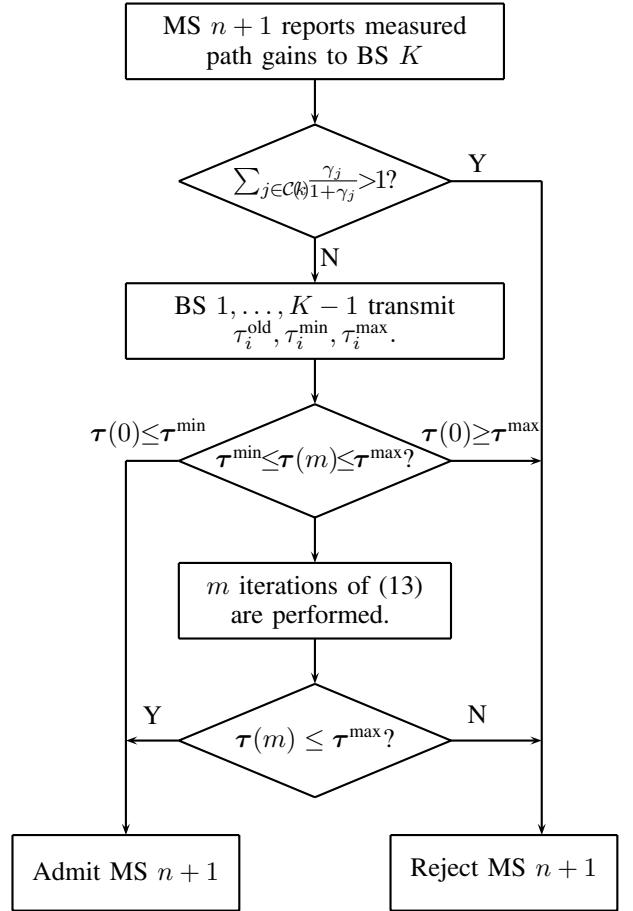 MS n + 1 reports measured
path gains to BS K
∑_{j∈C(k)} γ_j/(1+γ_j) >1?
Y
N
BS 1, . . . , K − 1 transmit
τ_i^old, τ_i^min, τ_i^max.
τ(0)≤τ^min
τ(0)≥τ^max
τ^min≤τ(m)≤τ^max?
m iterations of (13)
are performed.
Y
N
τ(m) ≤ τ^max?
Admit MS n + 1
Reject MS n + 1